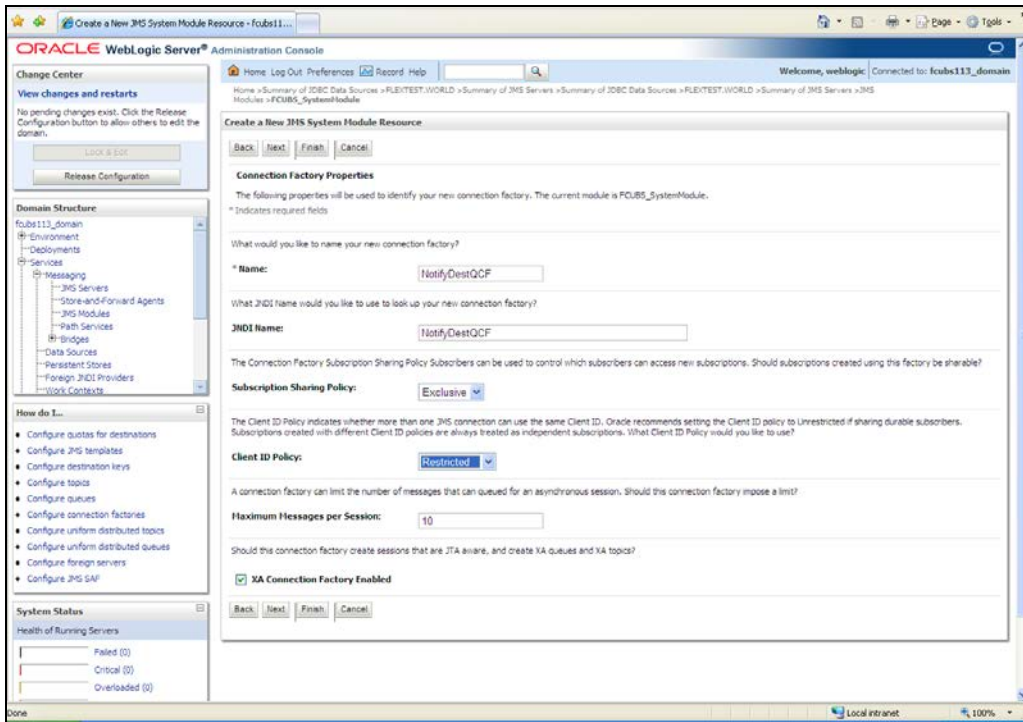 Create a New JMS System Module Resource - fcubs11...
Page
Tools
ORACLE WebLogic Server® Administration Console
Change Center
View changes and restarts
No pending changes exist. Click the Release
Configuration button to allow others to edit the
domain.
Lock & Edit
Release Configuration
Domain Structure
fcubs113_domain
Environment
Deployments
Services
Messaging
JMS Servers
Store-and-Forward Agents
JMS Modules
Path Services
Bridges
Data Sources
Persistent Stores
Foreign JNDI Providers
Work Contexts
How do I...
Configure quotas for destinations
Configure JMS templates
Configure destination keys
Configure topics
Configure queues
Configure connection factories
Configure uniform distributed topics
Configure uniform distributed queues
Configure foreign servers
Configure JMS SAF
System Status
Health of Running Servers
Failed (0)
Critical (0)
Overloaded (0)
Home Log Out Preferences Record Help
Welcome, weblogic Connected to: fcubs113_domain
Home >Summary of JDBC Data Sources >FLEXTEST.WORLD >Summary of JMS Servers >Summary of JDBC Data Sources >FLEXTEST.WORLD >Summary of JMS Servers >JMS
Modules >FCUBS_SystemModule
Create a New JMS System Module Resource
Back Next Finish Cancel
Connection Factory Properties
The following properties will be used to identify your new connection factory. The current module is FCUBS_SystemModule.
* Indicates required fields
What would you like to name your new connection factory?
* Name: NotifyDestQCF
What JNDI Name would you like to use to look up your new connection factory?
JNDI Name: NotifyDestQCF
The Connection Factory Subscription Sharing Policy Subscribers can be used to control which subscribers can access new subscriptions. Should subscriptions created using this factory be sharable?
Subscription Sharing Policy: Exclusive
The Client ID Policy indicates whether more than one JMS connection can use the same Client ID. Oracle recommends setting the Client ID policy to Unrestricted if sharing durable subscribers.
Subscriptions created with different Client ID policies are always treated as independent subscriptions. What Client ID Policy would you like to use?
Client ID Policy: Restricted
A connection factory can limit the number of messages that can queued for an asynchronous session. Should this connection factory impose a limit?
Maximum Messages per Session: 10
Should this connection factory create sessions that are JTA aware, and create XA queues and XA topics?
XA Connection Factory Enabled
Back Next Finish Cancel
Done
Local intranet
100%